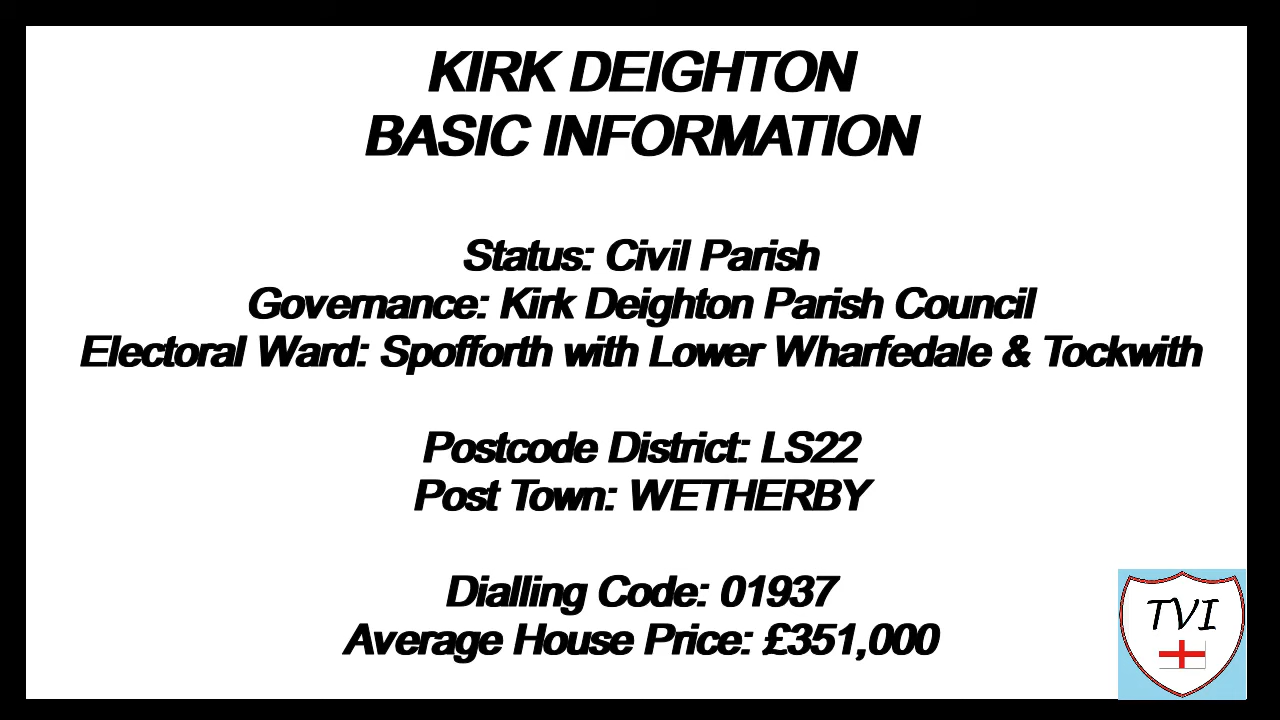 KIRK DEIGHTON
BASIC INFORMATION
Status: Civil Parish
Governance: Kirk Deighton Parish Council
Electoral Ward: Spofforth with Lower Wharfedale & Tockwith
Postcode District: LS22
Post Town: WETHERBY
Dialling Code: 01937
Average House Price: £351,000
TVI